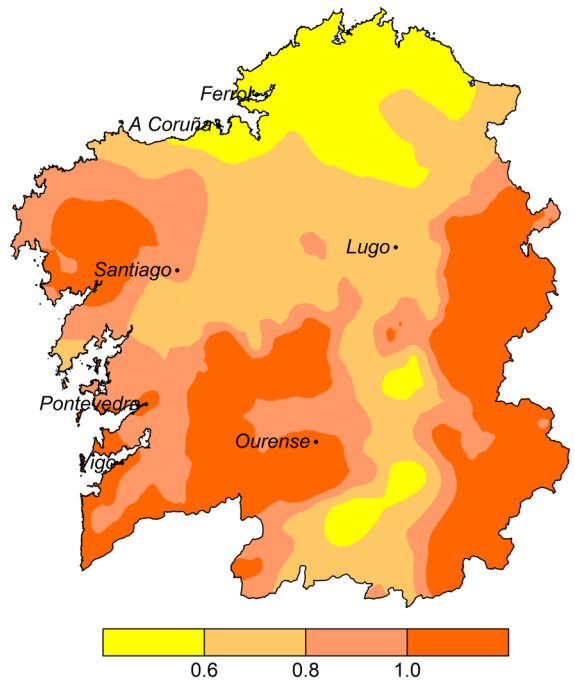 Ferrol
A Coruña
Lugo
Santiago
Pontevedra
Ourense
Vigo
0.6 0.8 1.0